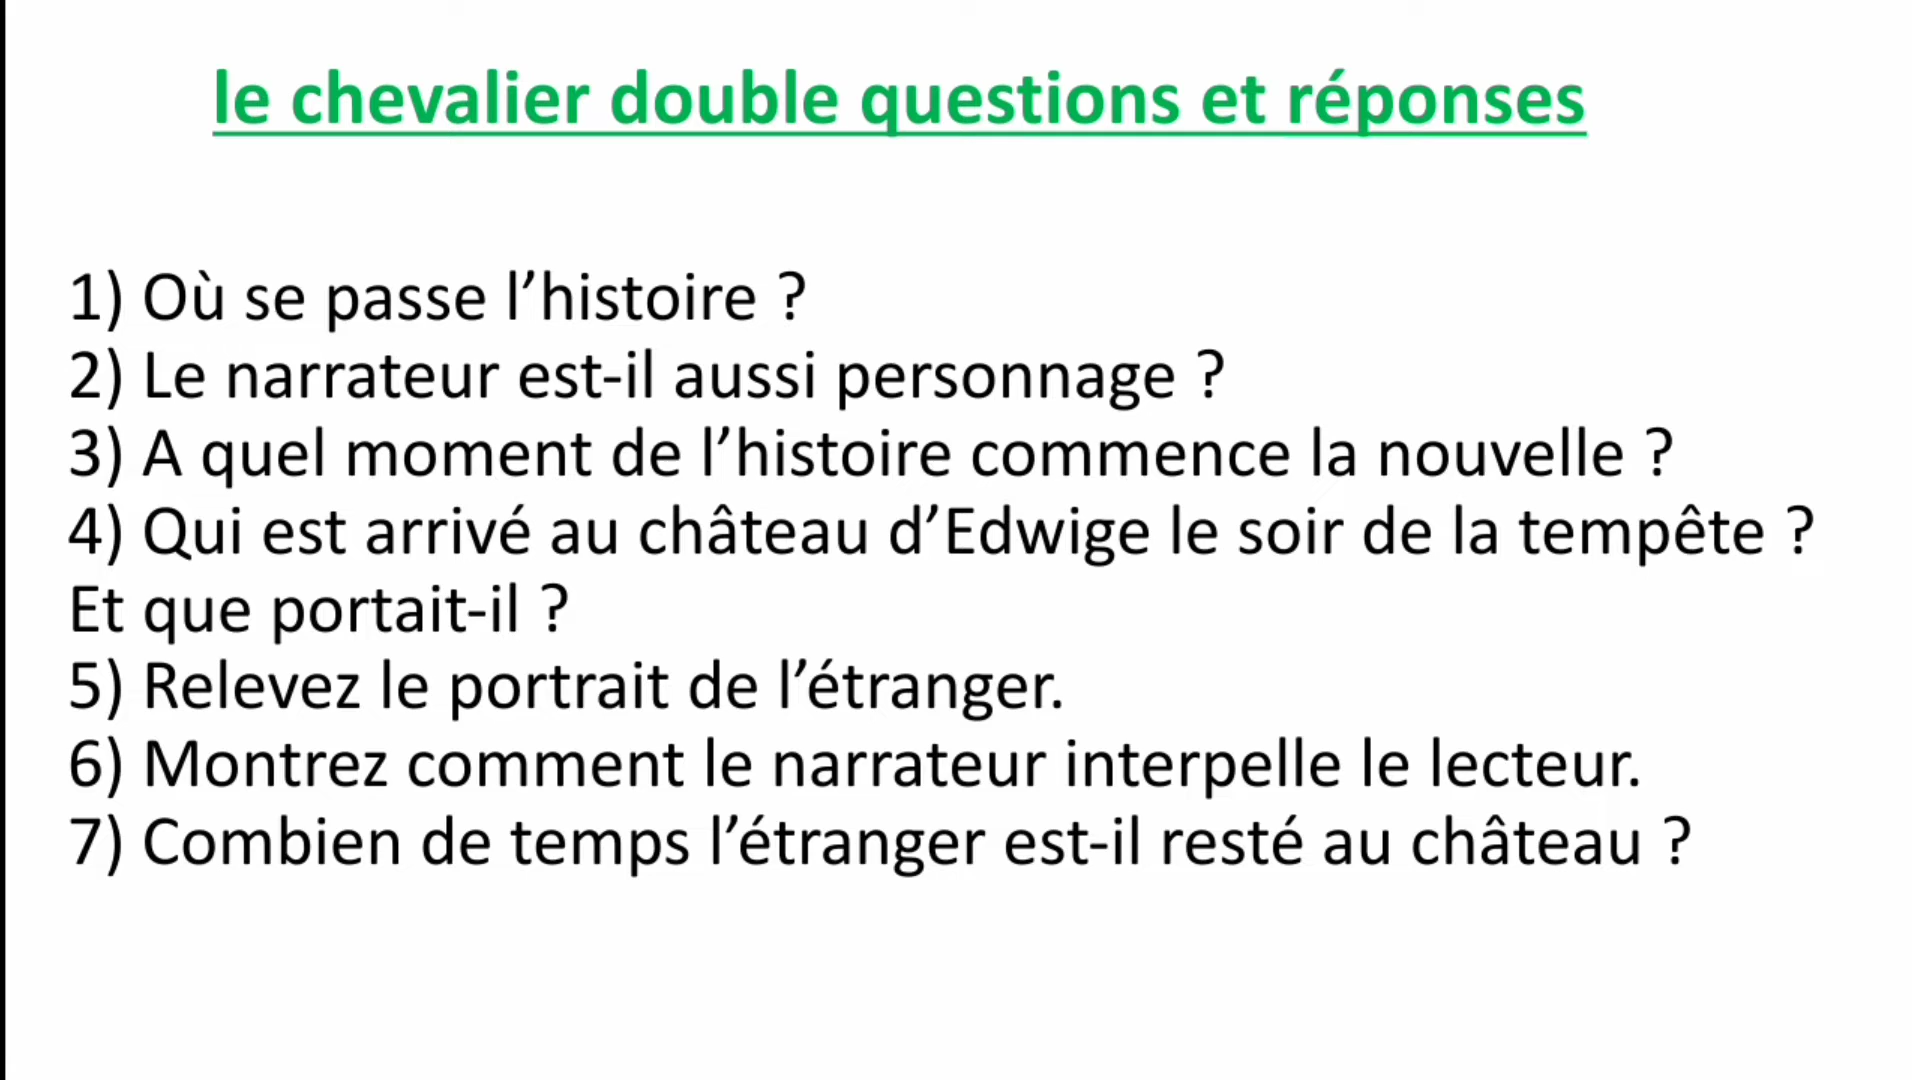 le chevalier double questions et réponses
1) Où se passe l’histoire ?
2) Le narrateur est-il aussi personnage ?
3) A quel moment de l’histoire commence la nouvelle ?
4) Qui est arrivé au château d’Edwige le soir de la tempête ?
Et que portait-il ?
5) Relevez le portrait de l’étranger.
6) Montrez comment le narrateur interpelle le lecteur.
7) Combien de temps l’étranger est-il resté au château ?